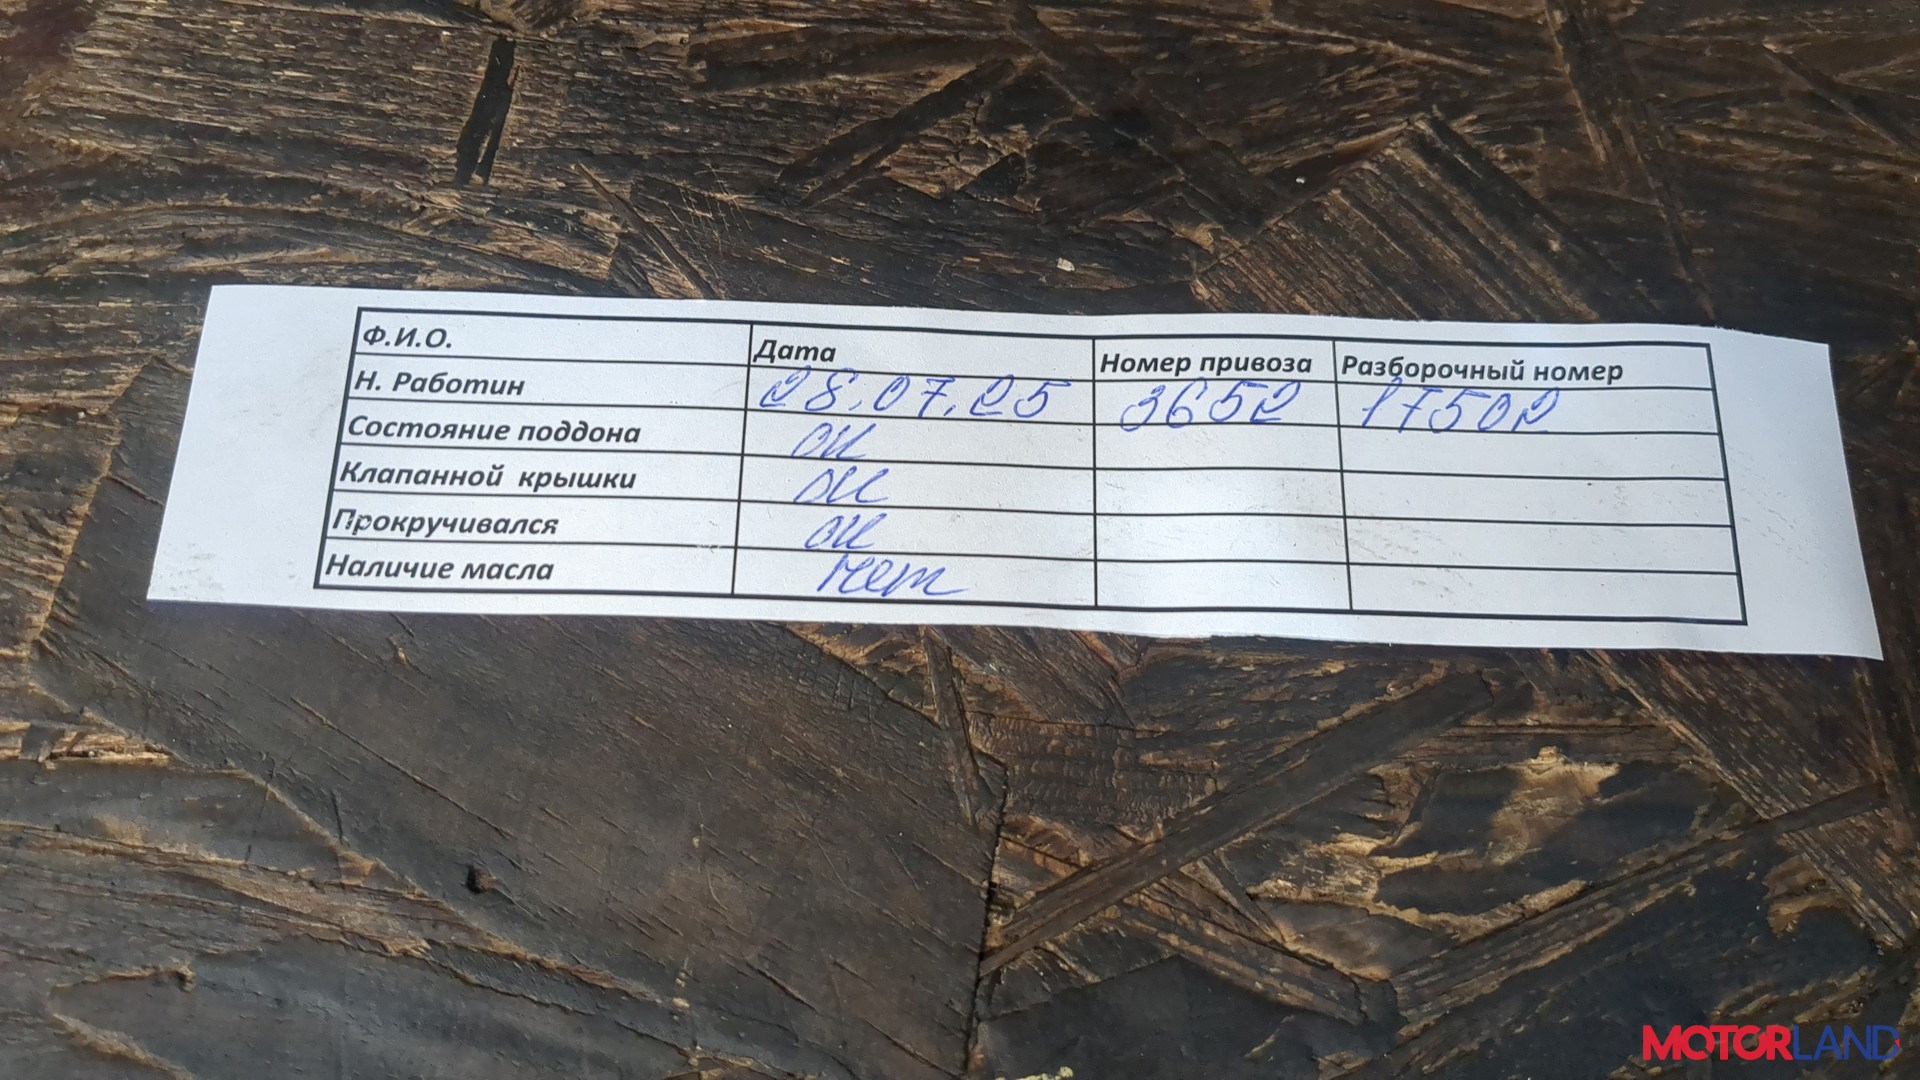 Ф.И.О. Дата Номер привоза Разборочный номер
Н. Работин 28.07.25 3652 17502
Состояние поддона ок
Клапанной крышки ок
Прокручивался ок
Наличие масла нет
MOTORLAND